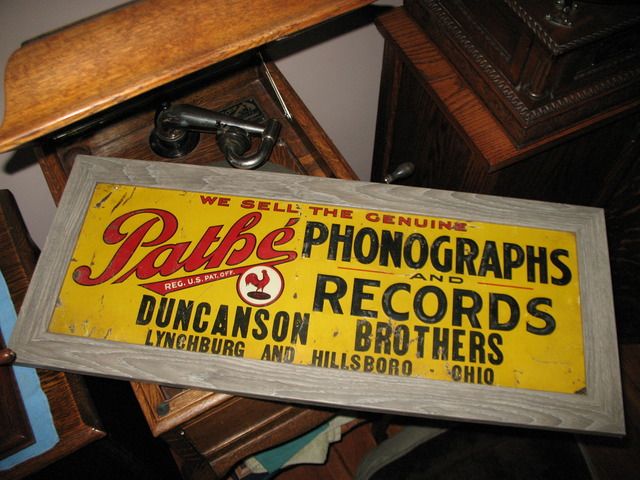 WE SELL THE GENUINE
Pathé
REG. U.S. PAT. OFF.
PHONOGRAPHS
AND
RECORDS
DUNCANSON BROTHERS
LYNCHBURG AND HILLSBORO OHIO